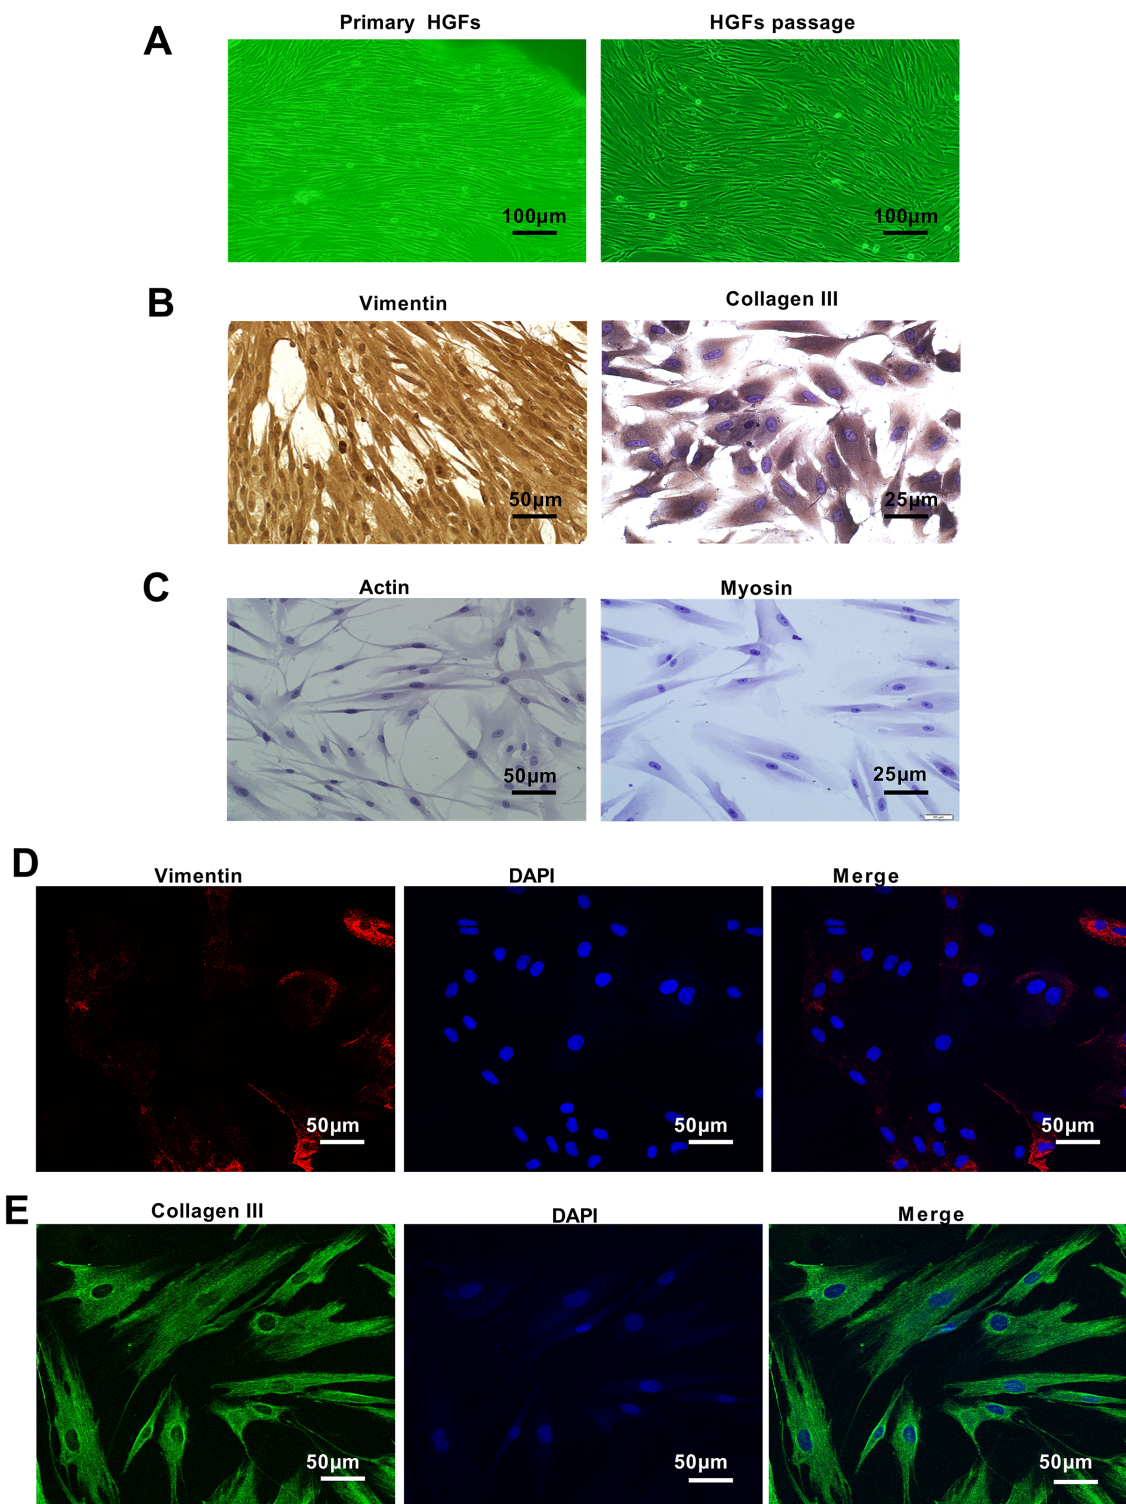 A
Primary HGFs
HGFs passage
100μm
100μm
B
Vimentin
Collagen III
50μm
25μm
C
Actin
Myosin
50μm
25μm
D
Vimentin
DAPI
Merge
50μm
50μm
50μm
E
Collagen III
DAPI
Merge
50μm
50μm
50μm